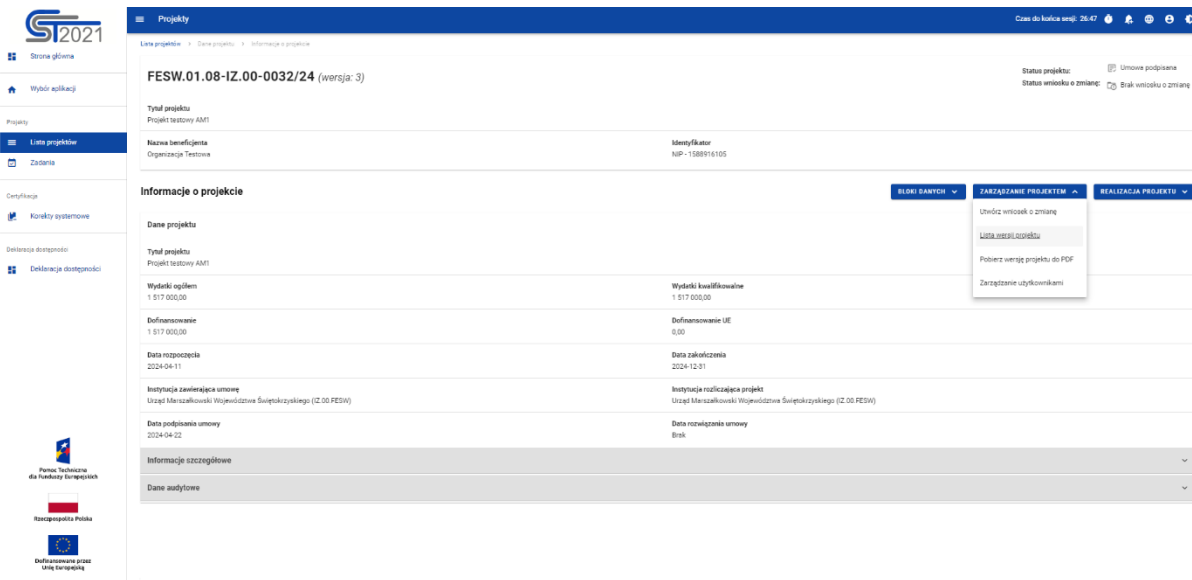 CST2021
Strona główna
Wybór aplikacji
Projekty
Lista projektów
Zadania
Certyfikacja
Korekty systemowe
Deklaracja dostępności
Deklaracja dostępności
Pomoc Techniczna
dla Funduszy Europejskich
Rzeczpospolita Polska
Dofinansowane przez
Unię Europejską
Projekty
Czas do końca sesji: 26:47
Lista projektów > Dane projektu > Informacje o projekcie
FESW.01.08-IZ.00-0032/24 (wersja: 3)
Status projektu: Umowa podpisana
Status wniosku o zmianę: Brak wniosku o zmianę
Tytuł projektu
Projekt testowy AM1
Nazwa beneficjenta Identyfikator
Organizacja Testowa NIP - 1588916105
Informacje o projekcie
BLOKI DANYCH ZARZĄDZANIE PROJEKTEM REALIZACJA PROJEKTU
Utwórz wniosek o zmianę
Lista wersji projektu
Pobierz wersję projektu do PDF
Zarządzanie użytkownikami
Dane projektu
Tytuł projektu
Projekt testowy AM1
Wydatki ogółem Wydatki kwalifikowalne
1 517 000,00 1 517 000,00
Dofinansowanie Dofinansowanie UE
1 517 000,00 0,00
Data rozpoczęcia Data zakończenia
2024-04-11 2024-12-31
Instytucja zawierająca umowę Instytucja rozliczająca projekt
Urząd Marszałkowski Województwa Świętokrzyskiego (IZ.00.FESW) Urząd Marszałkowski Województwa Świętokrzyskiego (IZ.00.FESW)
Data podpisania umowy Data rozwiązania umowy
2024-04-22 Brak
Informacje szczegółowe
Dane audytowe